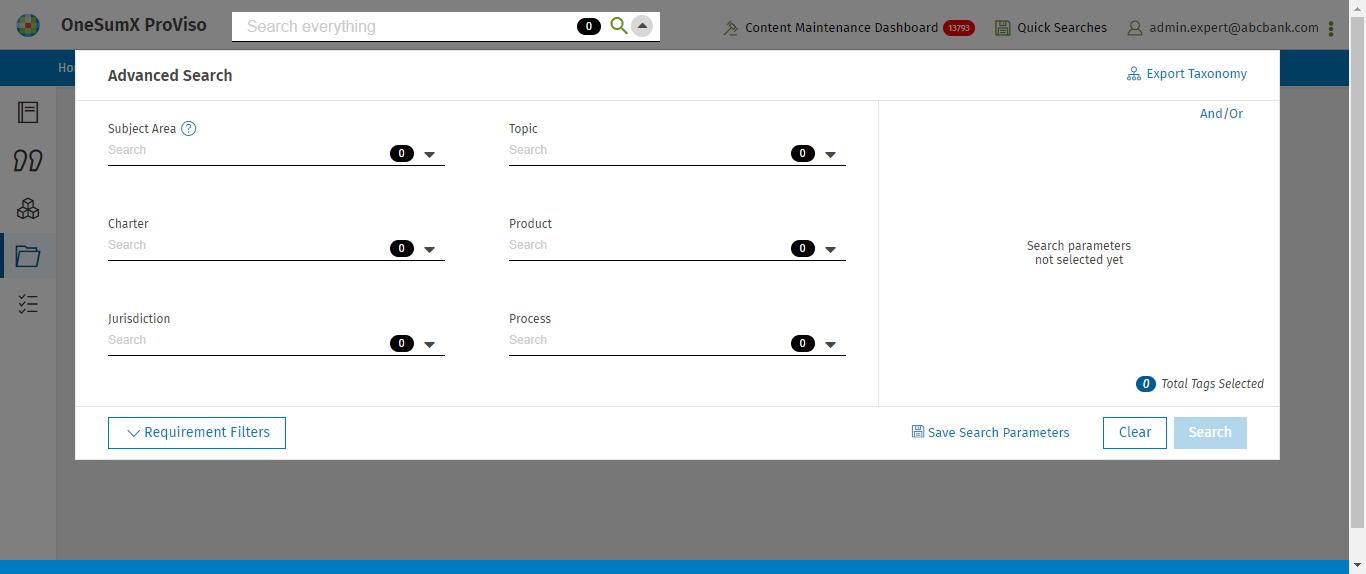 OneSumX ProViso
Search everything
0
Content Maintenance Dashboard 13793
Quick Searches
admin.expert@abcbank.com
Advanced Search
Export Taxonomy
And/Or
Subject Area ?
Search
0
Topic
Search
0
Charter
Search
0
Product
Search
0
Search parameters
not selected yet
Jurisdiction
Search
0
Process
Search
0
0 Total Tags Selected
Requirement Filters
Save Search Parameters
Clear
Search